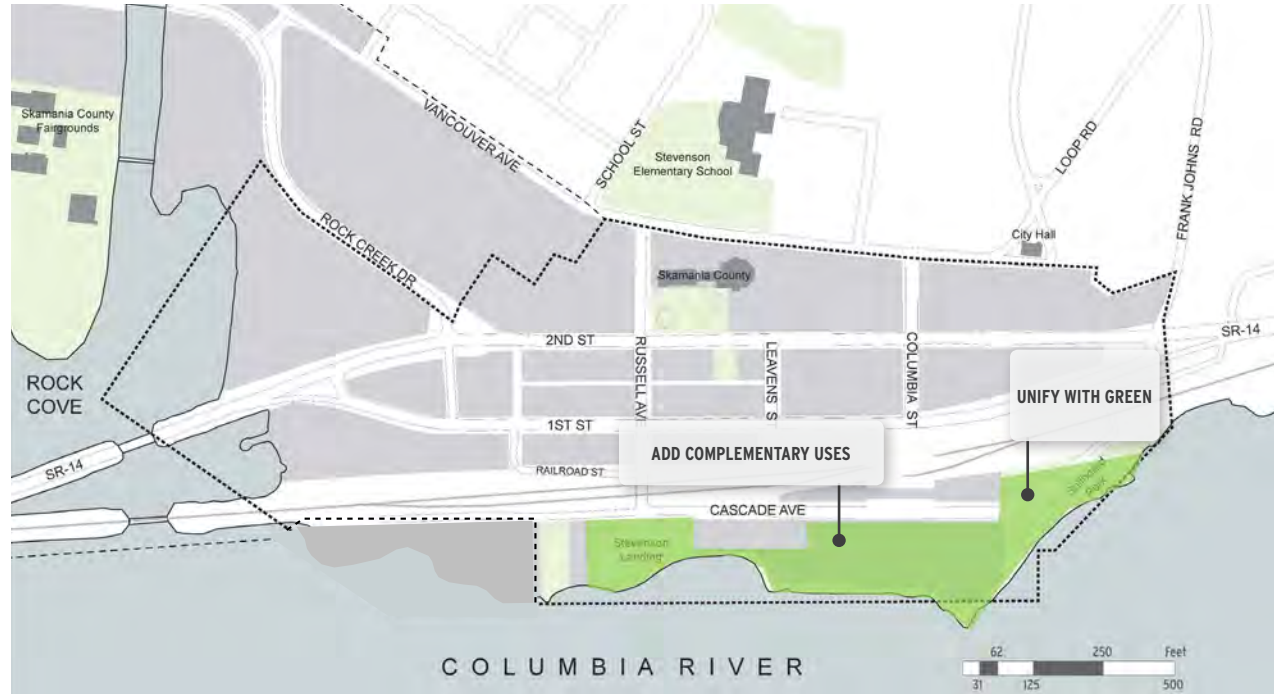 Skamania County
Fairgrounds
VANCOUVER AVE
SCHOOL ST
Stevenson
Elementary School
LOOP RD
FRANK JOHNS RD
City Hall
ROCK CREEK DR
Skamania County
2ND ST
RUSSELL AVE
LEAVENS S
COLUMBIA ST
SR-14
ROCK
COVE
UNIFY WITH GREEN
1ST ST
ADD COMPLEMENTARY USES
SR-14
RAILROAD ST
CASCADE AVE
Stevenson
Landing
Park
COLUMBIA RIVER
62 250 Feet
31 125 500